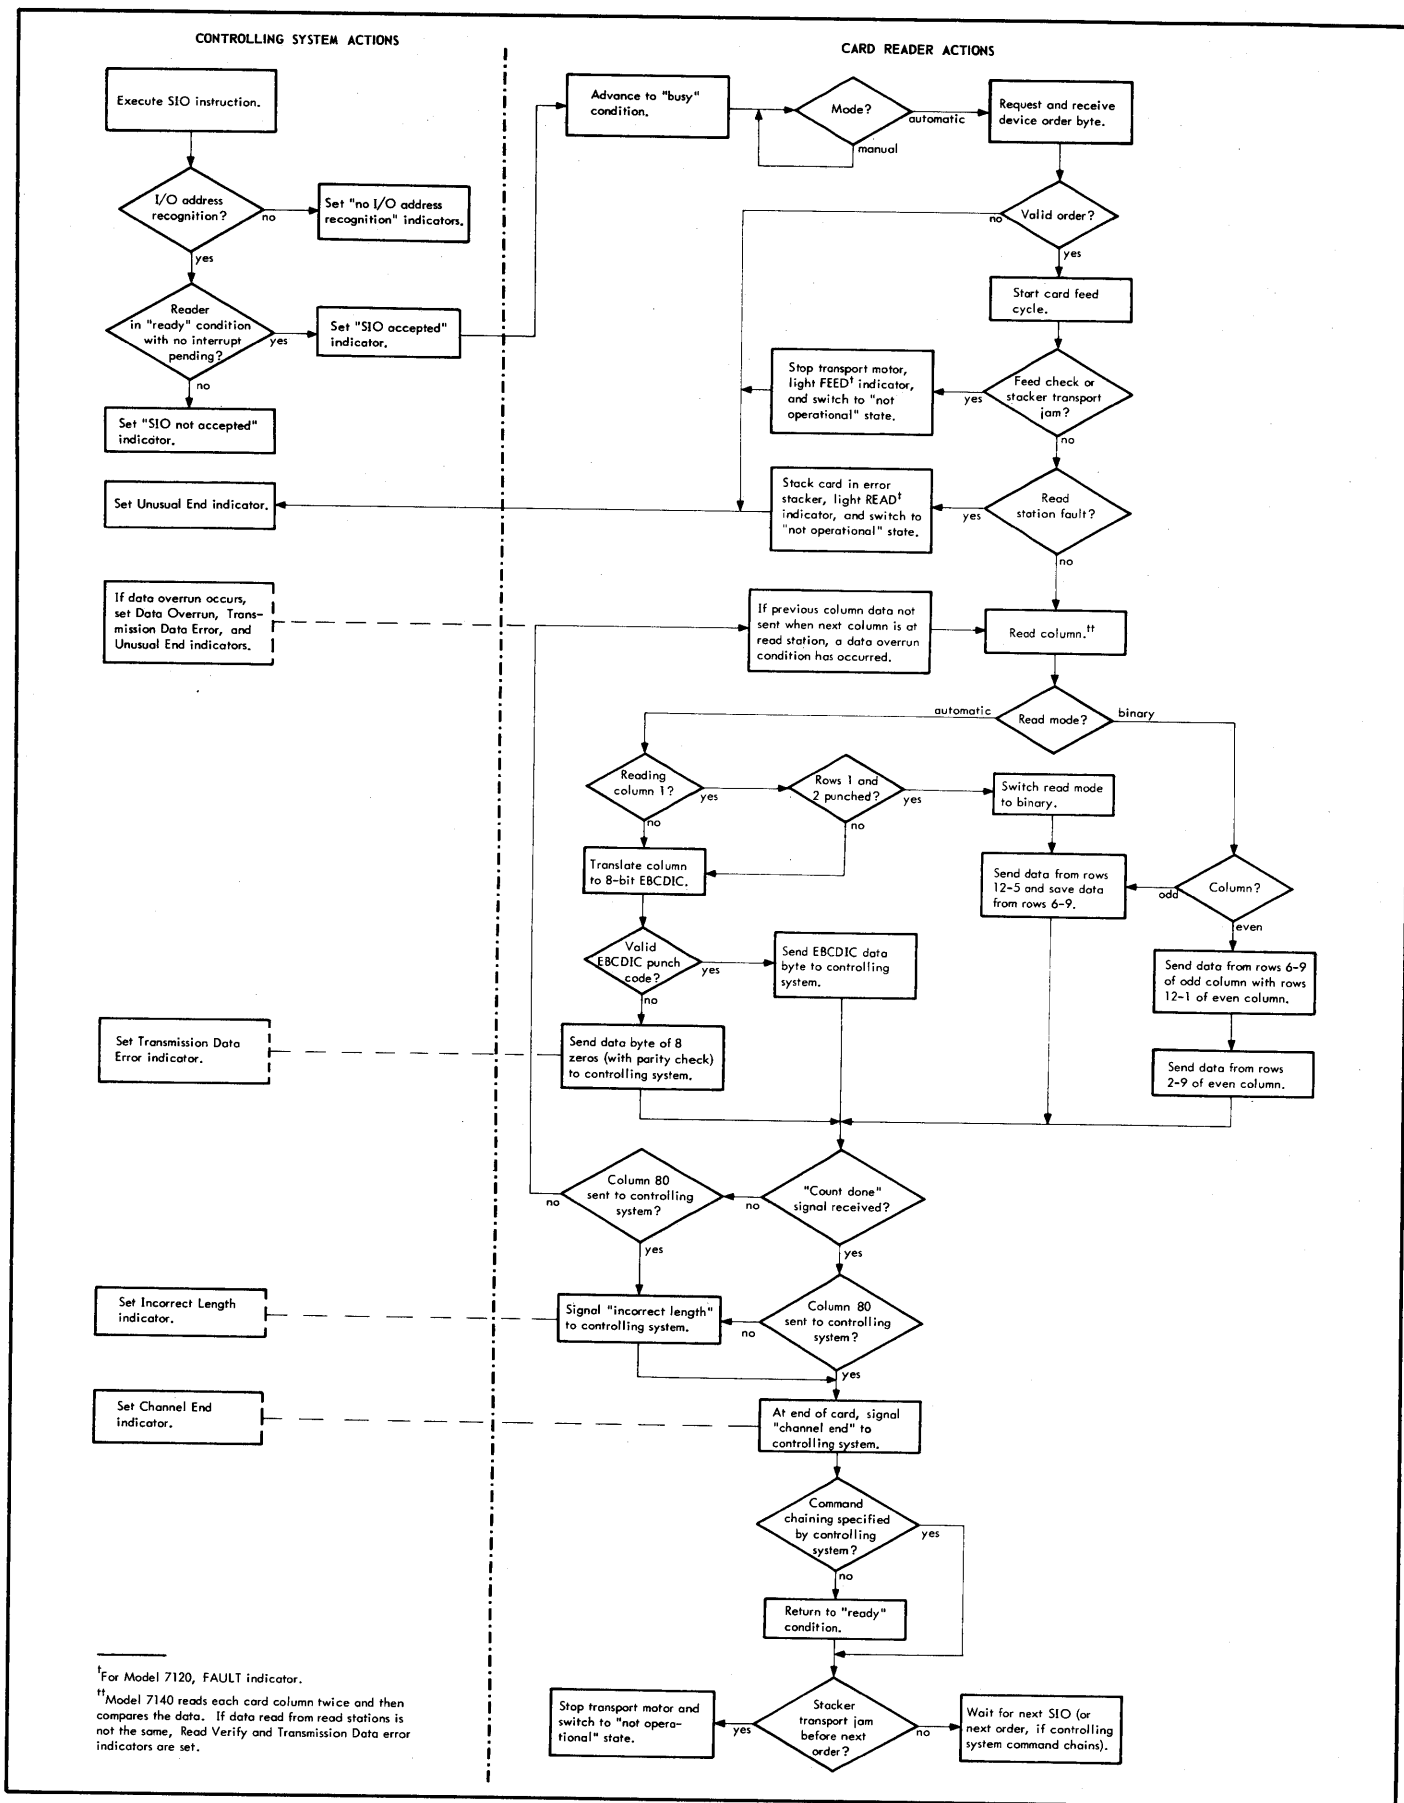 CONTROLLING SYSTEM ACTIONS
CARD READER ACTIONS
Execute SIO instruction.
I/O address
recognition?
no
Set "no I/O address
recognition" indicators.
yes
Reader
in "ready" condition
with no interrupt
pending?
yes
Set "SIO accepted"
indicator.
no
Set "SIO not accepted"
indicator.
Advance to "busy"
condition.
Mode?
automatic
manual
Request and receive
device order byte.
Valid order?
no
yes
Start card feed
cycle.
Feed check or
stacker transport
jam?
yes
Stop transport motor,
light FEED† indicator,
and switch to "not
operational" state.
no
Read
station fault?
yes
Stack card in error
stacker, light READ†
indicator, and switch to
"not operational" state.
Set Unusual End indicator.
no
If data overrun occurs,
set Data Overrun, Trans-
mission Data Error, and
Unusual End indicators.
If previous column data not
sent when next column is at
read station, a data overrun
condition has occurred.
Read column.††
Read mode?
automatic
binary
Reading
column 1?
yes
no
Rows 1 and
2 punched?
yes
no
Switch read mode
to binary.
Translate column
to 8-bit EBCDIC.
Send data from rows
12-5 and save data
from rows 6-9.
Column?
odd
even
Valid
EBCDIC punch
code?
yes
no
Send EBCDIC data
byte to controlling
system.
Send data from rows 6-9
of odd column with rows
12-1 of even column.
Set Transmission Data
Error indicator.
Send data byte of 8
zeros (with parity check)
to controlling system.
Send data from rows
2-9 of even column.
Column 80
sent to controlling
system?
no
yes
"Count done"
signal received?
no
yes
Set Incorrect Length
indicator.
Signal "incorrect length"
to controlling system.
Column 80
sent to controlling
system?
no
yes
Set Channel End
indicator.
At end of card, signal
"channel end" to
controlling system.
Command
chaining specified
by controlling
system?
yes
no
Return to "ready"
condition.
Stop transport motor and
switch to "not opera-
tional" state.
yes
Stacker
transport jam
before next
order?
no
Wait for next SIO (or
next order, if controlling
system command chains).
†For Model 7120, FAULT indicator.
††Model 7140 reads each card column twice and then
compares the data. If data read from read stations is
not the same, Read Verify and Transmission Data error
indicators are set.